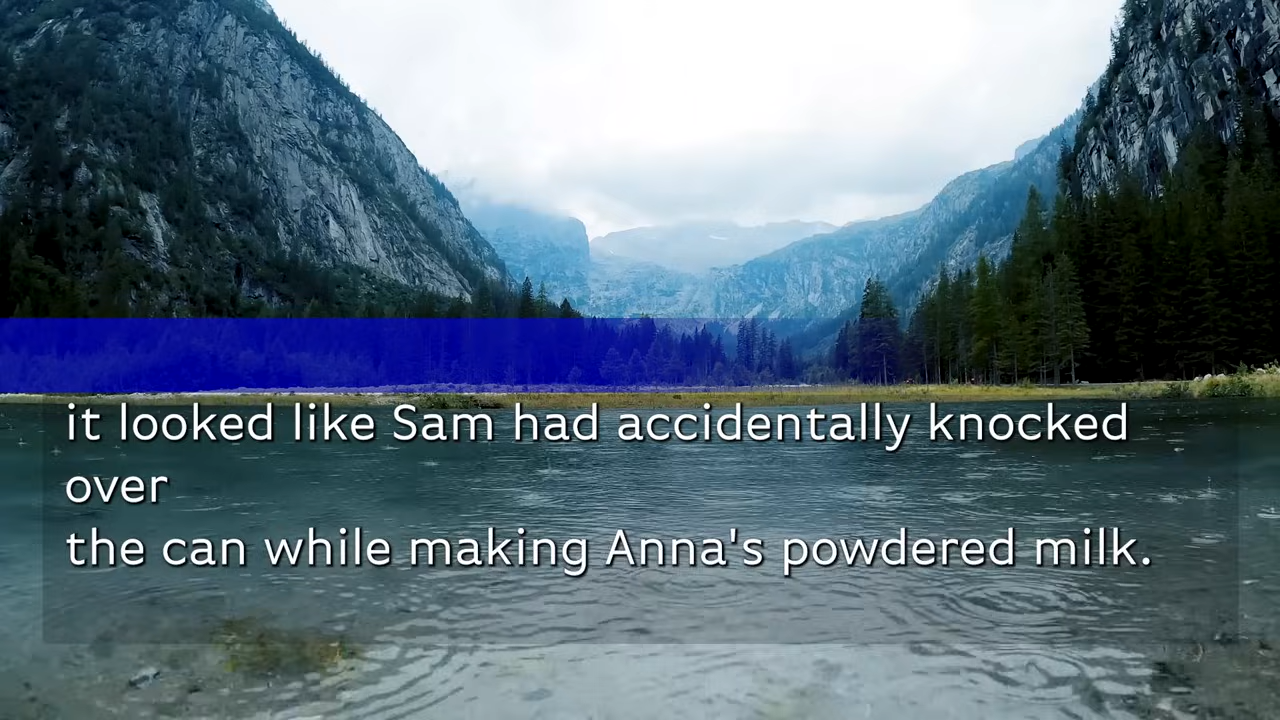 it looked like Sam had accidentally knocked
over
the can while making Anna's powdered milk.